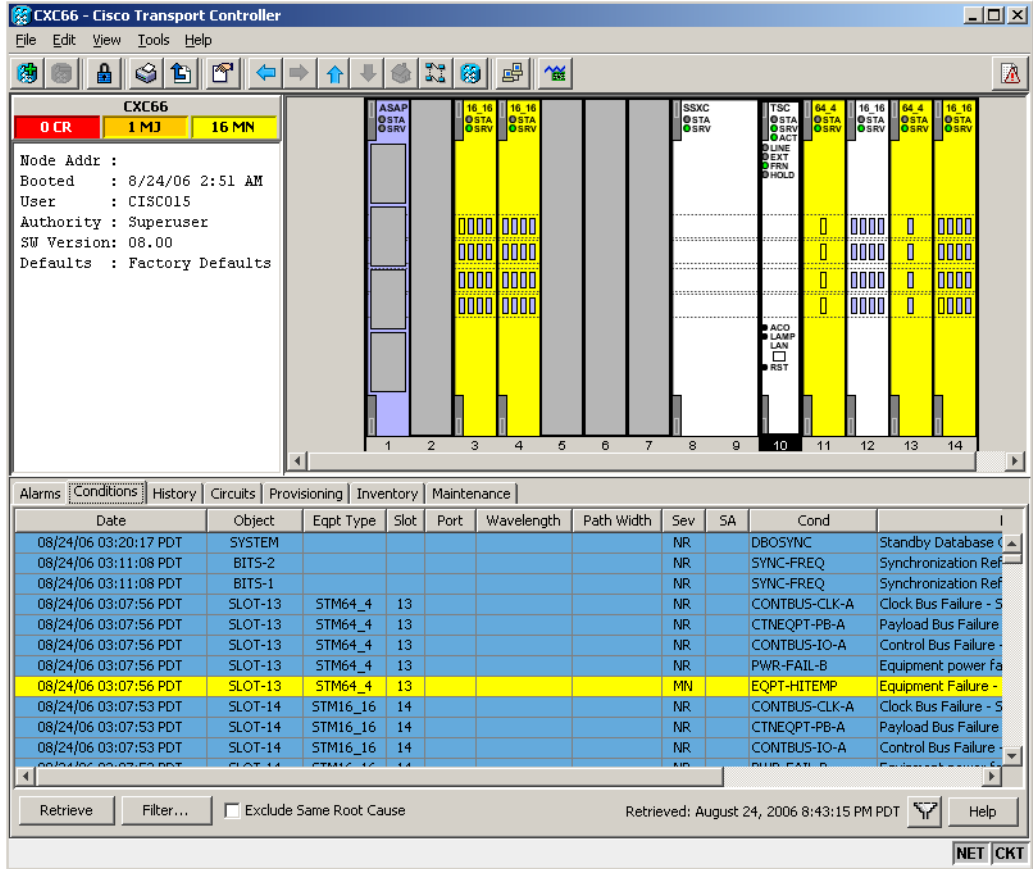 CXC66 - Cisco Transport Controller
File Edit View Tools Help
CXC66
0 CR 1 MJ 16 MN
Node Addr :
Booted : 8/24/06 2:51 AM
User : CISCO15
Authority : Superuser
SW Version: 08.00
Defaults : Factory Defaults
ASAP 16_16 16_16 SSXC TSC 64_4 16_16 64_4 16_16
STA STA STA STA STA STA STA STA STA
SRV SRV SRV SRV SRV SRV SRV SRV SRV
ACT
LINE
EXT
FRN
HOLD
ACO
LAMP
LAN
RST
1 2 3 4 5 6 7 8 9 10 11 12 13 14
Alarms Conditions History Circuits Provisioning Inventory Maintenance
Date Object Eqpt Type Slot Port Wavelength Path Width Sev SA Cond
08/24/06 03:20:17 PDT SYSTEM NR DBOSYNC Standby Database
08/24/06 03:11:08 PDT BITS-2 NR SYNC-FREQ Synchronization Ref
08/24/06 03:11:08 PDT BITS-1 NR SYNC-FREQ Synchronization Ref
08/24/06 03:07:56 PDT SLOT-13 STM64_4 13 NR CONTBUS-CLK-A Clock Bus Failure - S
08/24/06 03:07:56 PDT SLOT-13 STM64_4 13 NR CTNEQPT-PB-A Payload Bus Failure
08/24/06 03:07:56 PDT SLOT-13 STM64_4 13 NR CONTBUS-IO-A Control Bus Failure -
08/24/06 03:07:56 PDT SLOT-13 STM64_4 13 NR PWR-FAIL-B Equipment power fa
08/24/06 03:07:56 PDT SLOT-13 STM64_4 13 MN EQPT-HITEMP Equipment Failure -
08/24/06 03:07:53 PDT SLOT-14 STM16_16 14 NR CONTBUS-CLK-A Clock Bus Failure - S
08/24/06 03:07:53 PDT SLOT-14 STM16_16 14 NR CTNEQPT-PB-A Payload Bus Failure
08/24/06 03:07:53 PDT SLOT-14 STM16_16 14 NR CONTBUS-IO-A Control Bus Failure -
Retrieve Filter... Exclude Same Root Cause Retrieved: August 24, 2006 8:43:15 PM PDT Help
NET CKT